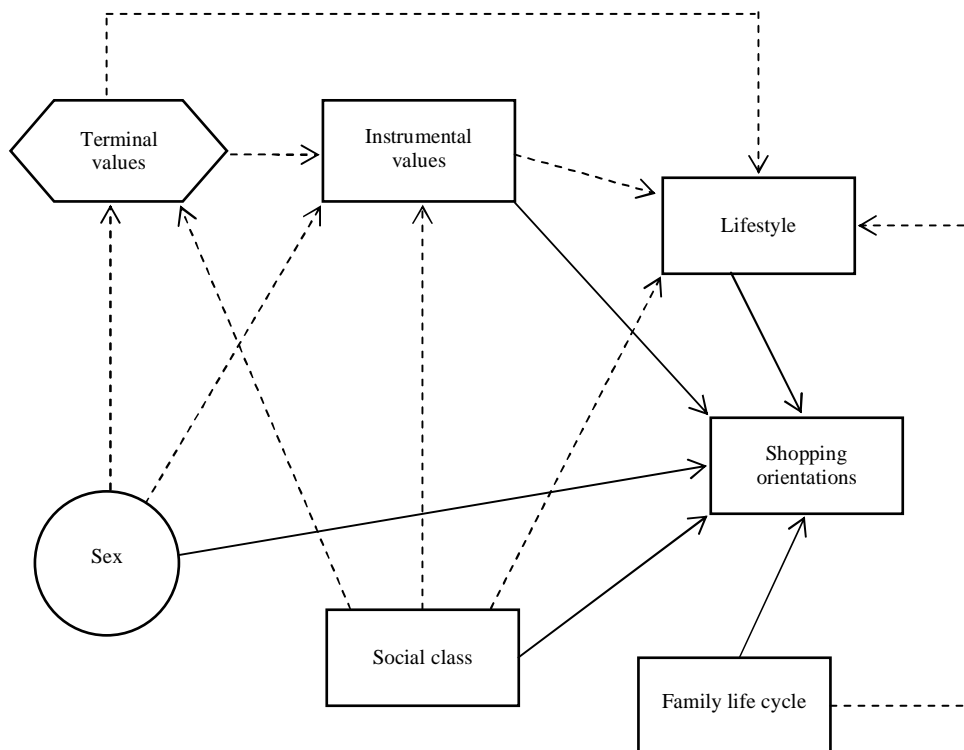 Terminal
values
Instrumental
values
Lifestyle
Shopping
orientations
Sex
Social class
Family life cycle